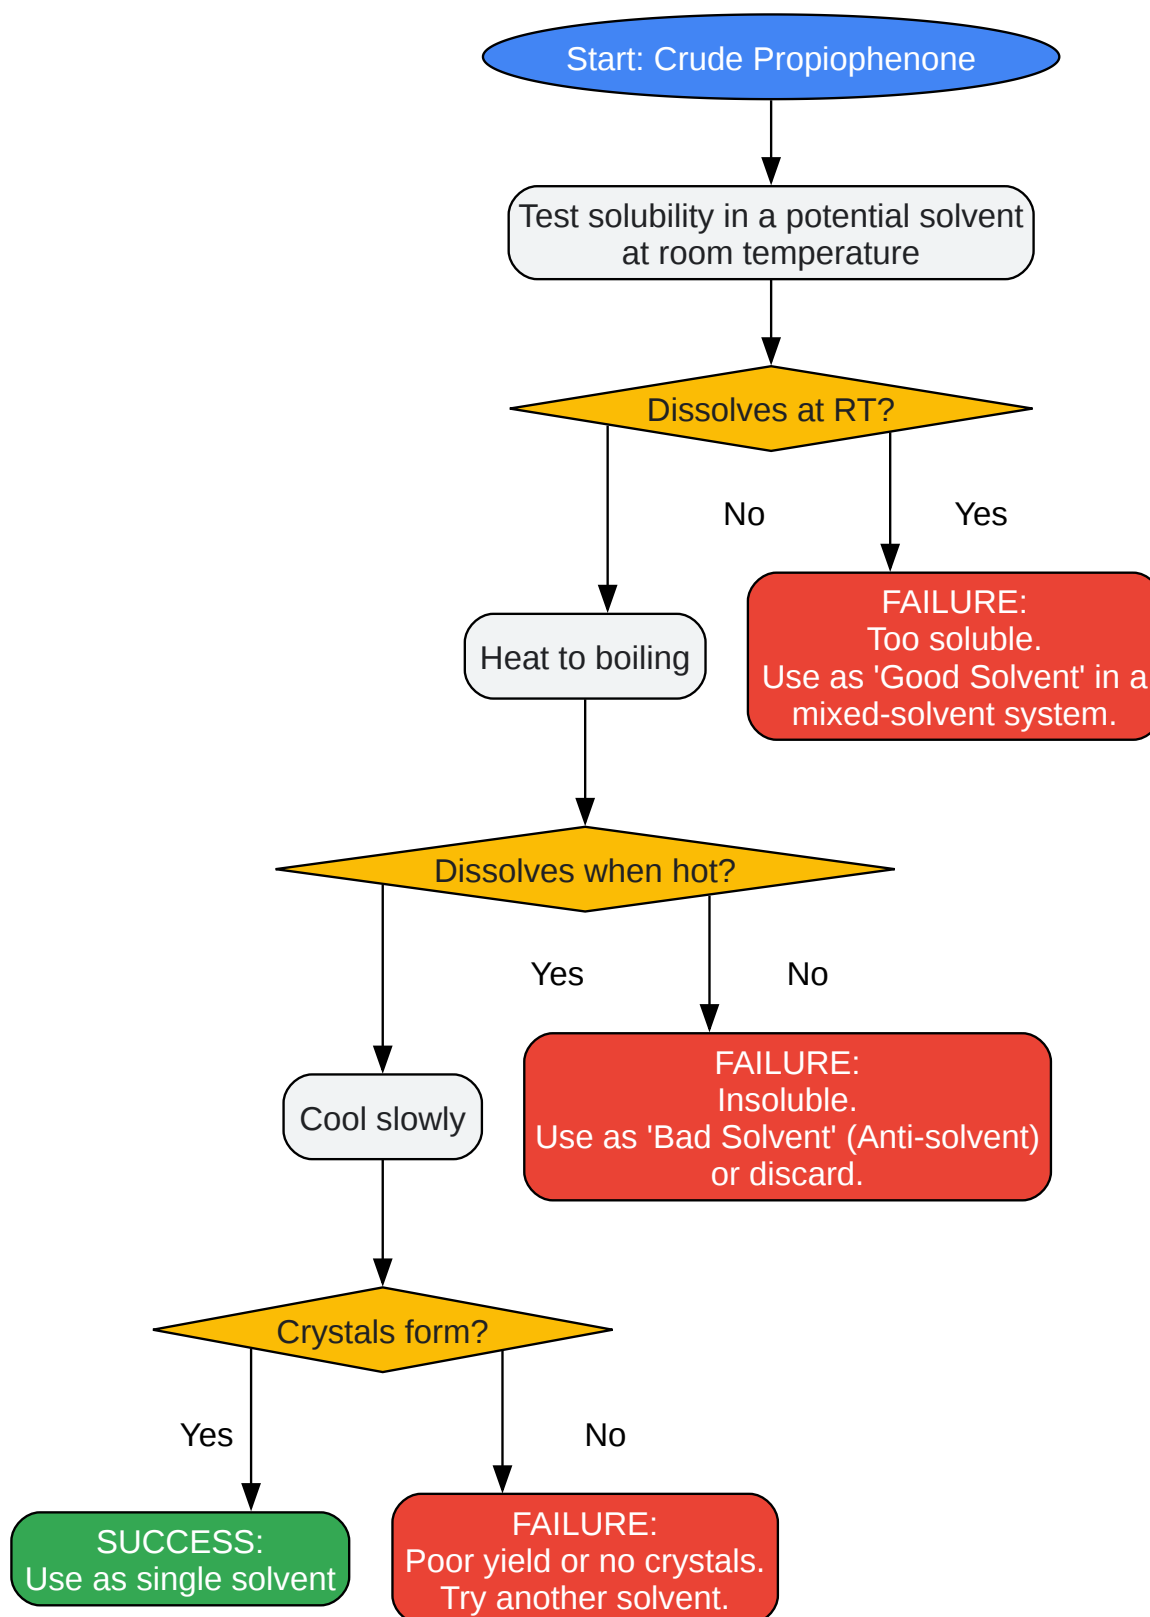 Start: Crude Propiophenone
Test solubility in a potential solvent
at room temperature
Dissolves at RT?
No
Yes
FAILURE:
Too soluble.
Use as 'Good Solvent' in a
mixed-solvent system.
Heat to boiling
Dissolves when hot?
Yes
No
FAILURE:
Insoluble.
Use as 'Bad Solvent' (Anti-solvent)
or discard.
Cool slowly
Crystals form?
Yes
No
SUCCESS:
Use as single solvent
FAILURE:
Poor yield or no crystals.
Try another solvent.